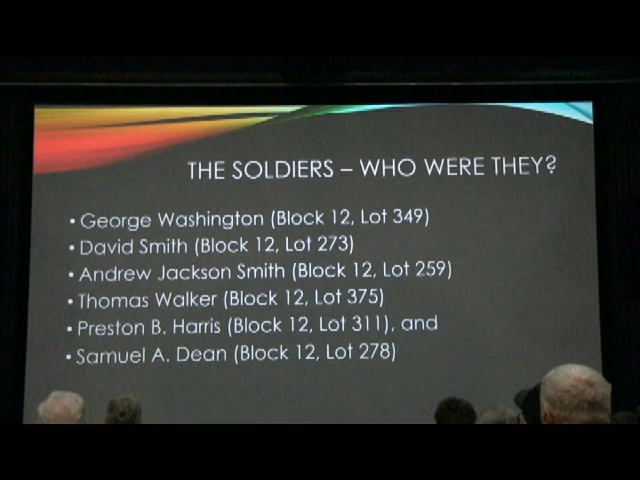 THE SOLDIERS – WHO WERE THEY?
• George Washington (Block 12, Lot 349)
• David Smith (Block 12, Lot 273)
• Andrew Jackson Smith (Block 12, Lot 259)
• Thomas Walker (Block 12, Lot 375)
• Preston B. Harris (Block 12, Lot 311), and
• Samuel A. Dean (Block 12, Lot 278)